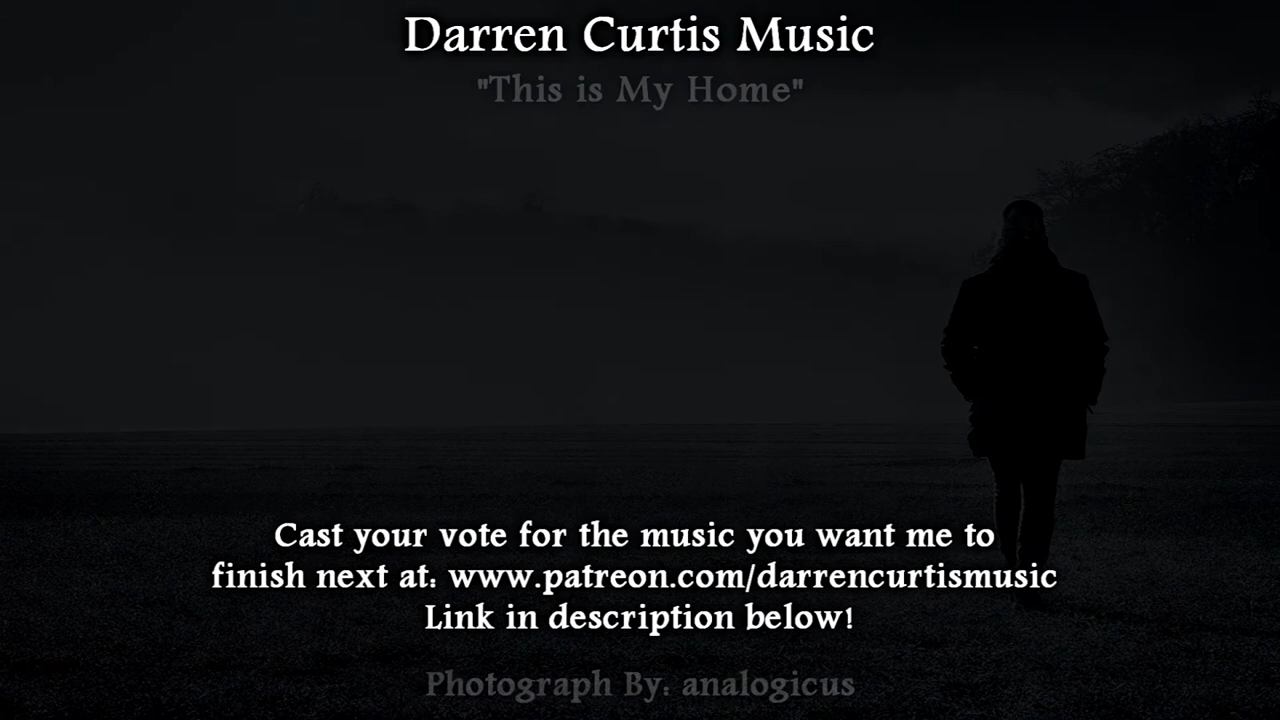 Darren Curtis Music
"This is My Home"
Cast your vote for the music you want me to
finish next at: www.patreon.com/darrencurtismusic
Link in description below!
Photograph By: analogicus